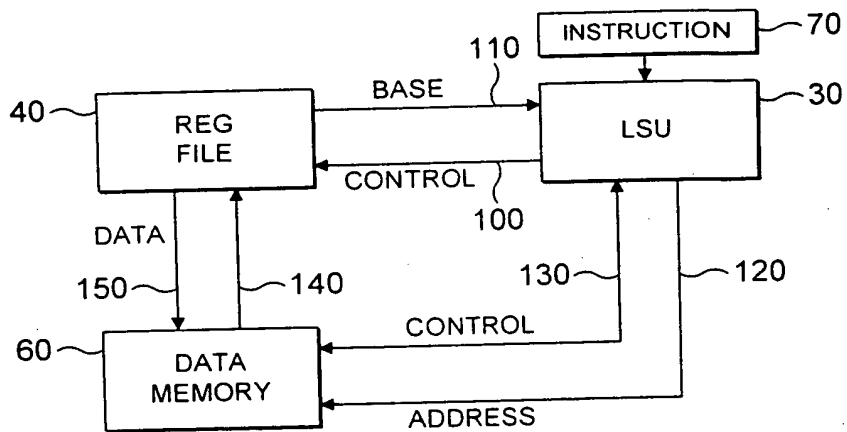 INSTRUCTION
70
110
BASE
40
REG
FILE
LSU
30
CONTROL
100
DATA
150
140
130
120
60
DATA
MEMORY
CONTROL
ADDRESS